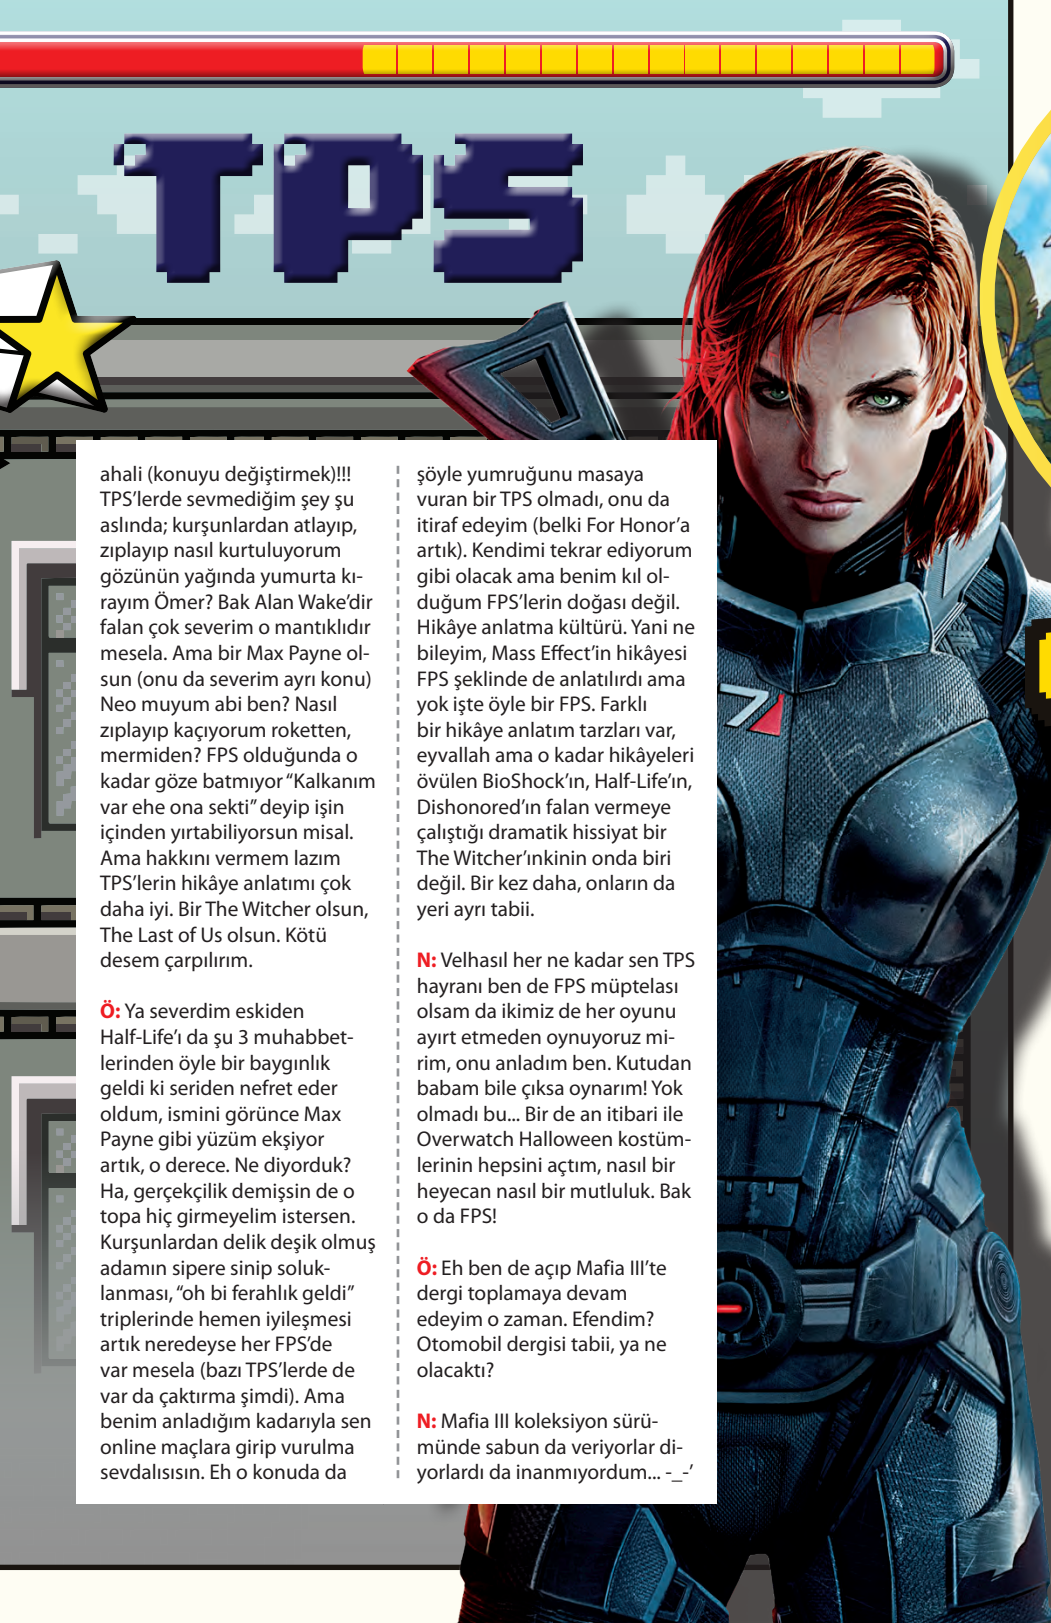 TPS
ahali (konuyu değiştirmek)!!!
TPS’lerde sevmediğim şey şu
aslında; kurşunlardan atlayıp,
zıplayıp nasıl kurtuluyorum
gözünün yağında yumurta kı-
rayım Ömer? Bak Alan Wake’dir
falan çok severim o mantıklıdır
mesela. Ama bir Max Payne ol-
sun (onu da severim ayrı konu)
Neo muyum abi ben? Nasıl
zıplayıp kaçıyorum roketten,
mermiden? FPS olduğunda o
kadar göze batmıyor “Kalkanım
var ehe ona sekti” deyip işin
içinden yırtabiliyorsun misal.
Ama hakkını vermem lazım
TPS’lerin hikâye anlatımı çok
daha iyi. Bir The Witcher olsun,
The Last of Us olsun. Kötü
desem çarpılırım.
Ö: Ya severdim eskiden
Half-Life’ı da şu 3 muhabbet-
lerinden öyle bir baygınlık
geldi ki seriden nefret eder
oldum, ismini görünce Max
Payne gibi yüzüm ekşiyor
artık, o derece. Ne diyorduk?
Ha, gerçekçilik demişsin de o
topa hiç girmeyelim istersen.
Kurşunlardan delik deşik olmuş
adamın sipere sinip soluk-
lanması, “oh bi ferahlık geldi”
triplerinde hemen iyileşmesi
artık neredeyse her FPS’de
var mesela (bazı TPS’lerde de
var da çaktırma şimdi). Ama
benim anladığım kadarıyla sen
online maçlara girip vurulma
sevdalısısın. Eh o konuda da
şöyle yumruğunu masaya
vuran bir TPS olmadı, onu da
itiraf edeyim (belki For Honor’a
artık). Kendimi tekrar ediyorum
gibi olacak ama benim kıl ol-
duğum FPS’lerin doğası değil.
Hikâye anlatma kültürü. Yani ne
bileyim, Mass Effect’in hikâyesi
FPS şeklinde de anlatılırdı ama
yok işte öyle bir FPS. Farklı
bir hikâye anlatım tarzları var,
eyvallah ama o kadar hikâyeleri
övülen BioShock’ın, Half-Life’ın,
Dishonored’ın falan vermeye
çalıştığı dramatik hissiyat bir
The Witcher’ınkinin onda biri
değil. Bir kez daha, onların da
yeri ayrı tabii.
N: Velhasıl her ne kadar sen TPS
hayranı ben de FPS müptelası
olsam da ikimiz de her oyunu
ayırt etmeden oynuyoruz mi-
rim, onu anladım ben. Kutudan
babam bile çıksa oynarım! Yok
olmadı bu... Bir de an itibari ile
Overwatch Halloween kostüm-
lerinin hepsini açtım, nasıl bir
heyecan nasıl bir mutluluk. Bak
o da FPS!
Ö: Eh ben de açıp Mafia III’te
dergi toplamaya devam
edeyim o zaman. Efendim?
Otomobil dergisi tabii, ya ne
olacaktı?
N: Mafia III koleksiyon sürü-
münde sabun da veriyorlar di-
yorlardı da inanmıyordum... -_-’
7